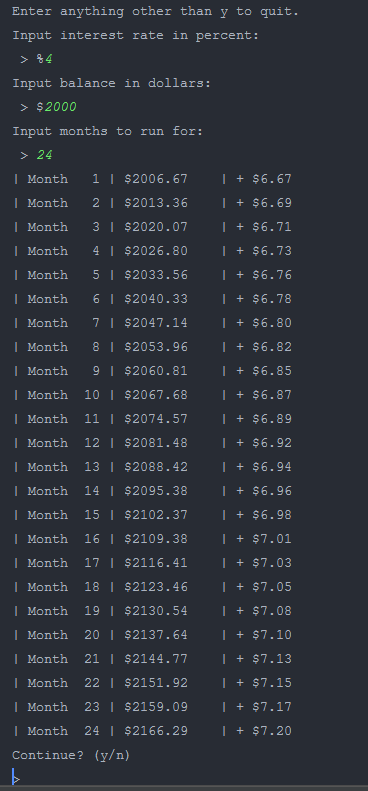 Enter anything other than y to quit.
Input interest rate in percent:
> %4
Input balance in dollars:
> $2000
Input months to run for:
> 24
| Month 1 | $2006.67 | + $6.67
| Month 2 | $2013.36 | + $6.69
| Month 3 | $2020.07 | + $6.71
| Month 4 | $2026.80 | + $6.73
| Month 5 | $2033.56 | + $6.76
| Month 6 | $2040.33 | + $6.78
| Month 7 | $2047.14 | + $6.80
| Month 8 | $2053.96 | + $6.82
| Month 9 | $2060.81 | + $6.85
| Month 10 | $2067.68 | + $6.87
| Month 11 | $2074.57 | + $6.89
| Month 12 | $2081.48 | + $6.92
| Month 13 | $2088.42 | + $6.94
| Month 14 | $2095.38 | + $6.96
| Month 15 | $2102.37 | + $6.98
| Month 16 | $2109.38 | + $7.01
| Month 17 | $2116.41 | + $7.03
| Month 18 | $2123.46 | + $7.05
| Month 19 | $2130.54 | + $7.08
| Month 20 | $2137.64 | + $7.10
| Month 21 | $2144.77 | + $7.13
| Month 22 | $2151.92 | + $7.15
| Month 23 | $2159.09 | + $7.17
| Month 24 | $2166.29 | + $7.20
Continue? (y/n)
>